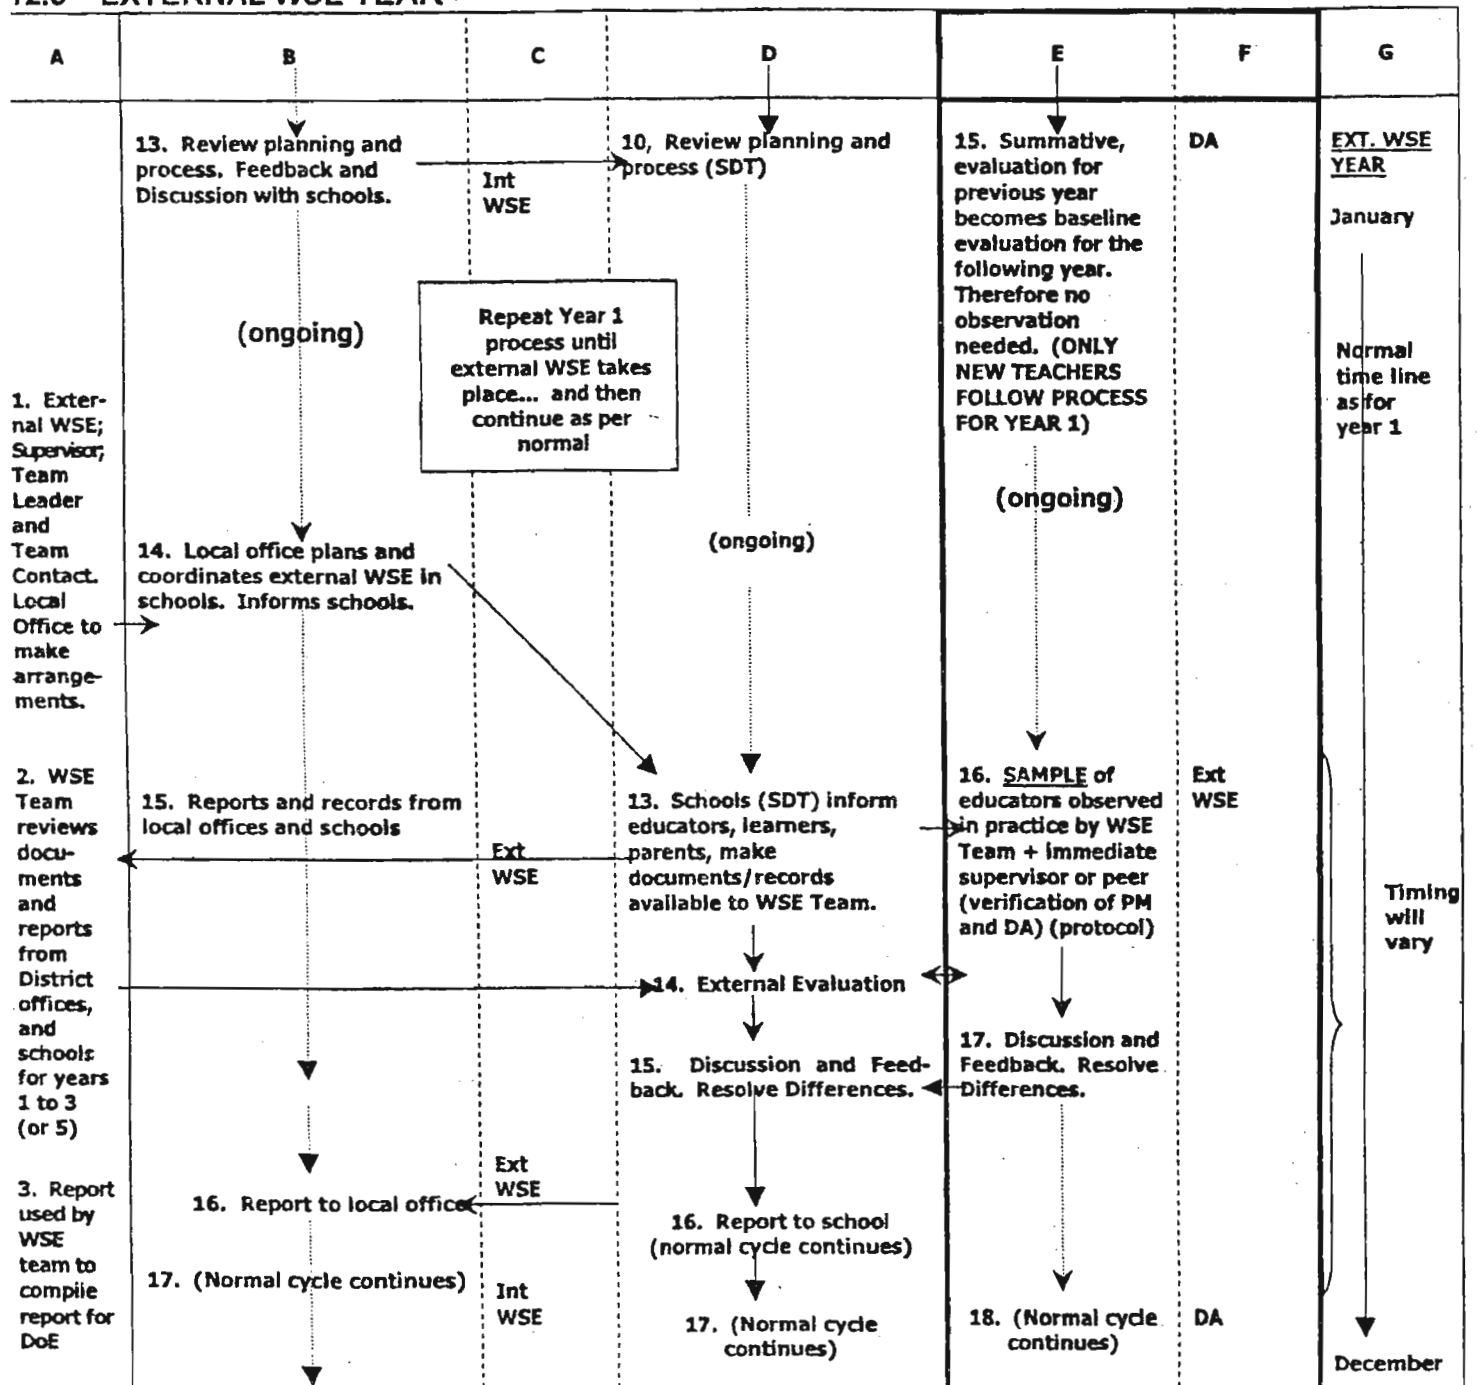 12.3 EXTERNAL WSE YEAR
A
B
C
D
E
F
G
1. Exter-
nal WSE;
Supervisor;
Team
Leader
and
Team
Contact.
Local
Office to
make
arrange-
ments.
2. WSE
Team
reviews
docu-
ments
and
reports
from
District
offices,
and
schools
for years
1 to 3
(or 5)
3. Report
used by
WSE
team to
compile
report for
DoE
13. Review planning and
process. Feedback and
Discussion with schools.
(ongoing)
14. Local office plans and
coordinates external WSE in
schools. Informs schools.
15. Reports and records from
local offices and schools
16. Report to local office
17. (Normal cycle continues)
Int
WSE
Repeat Year 1
process until
external WSE takes
place... and then
continue as per
normal
Ext
WSE
Ext
WSE
Int
WSE
10, Review planning and
process (SDT)
(ongoing)
13. Schools (SDT) inform
educators, learners,
parents, make
documents/records
available to WSE Team.
14. External Evaluation
15. Discussion and Feed-
back. Resolve Differences.
16. Report to school
(normal cycle continues)
17. (Normal cycle
continues)
15. Summative,
evaluation for
previous year
becomes baseline
evaluation for the
following year.
Therefore no
observation
needed. (ONLY
NEW TEACHERS
FOLLOW PROCESS
FOR YEAR 1)
(ongoing)
16. SAMPLE of
educators observed
in practice by WSE
Team + immediate
supervisor or peer
(verification of PM
and DA) (protocol)
17. Discussion and
Feedback. Resolve
Differences.
18. (Normal cycle
continues)
DA
Ext
WSE
DA
EXT. WSE
YEAR
January
Normal
time line
as for
year 1
Timing
will
vary
December